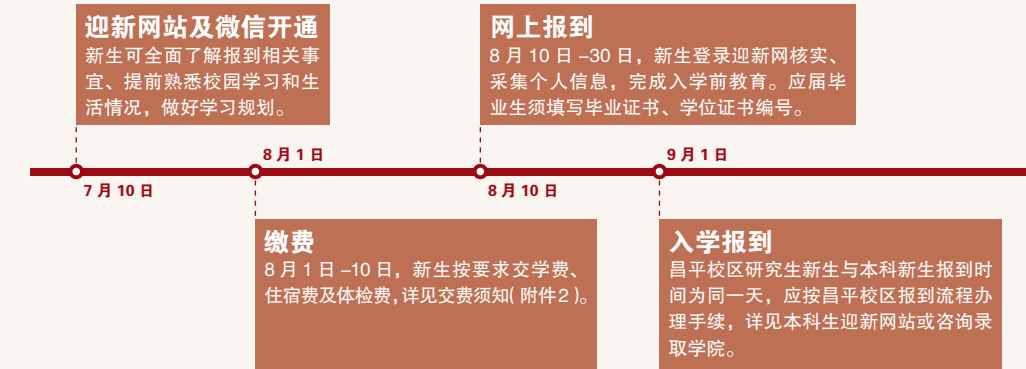 迎新网站及微信开通
新生可全面了解报到相关事
宜、提前熟悉校园学习和生
活情况，做好学习规划。
网上报到
8 月 10 日 –30 日，新生登录迎新网核实、
采集个人信息，完成入学前教育。应届毕
业生须填写毕业证书、学位证书编号。
8 月 1 日
9 月 1 日
7 月 10 日
8 月 10 日
缴费
8 月 1 日 –10 日，新生按要求交学费、
住宿费及体检费，详见交费须知( 附件2 )。
入学报到
昌平校区研究生新生与本科新生报到时
间为同一天，应按昌平校区报到流程办
理手续，详见本科生迎新网站或咨询录
取学院。